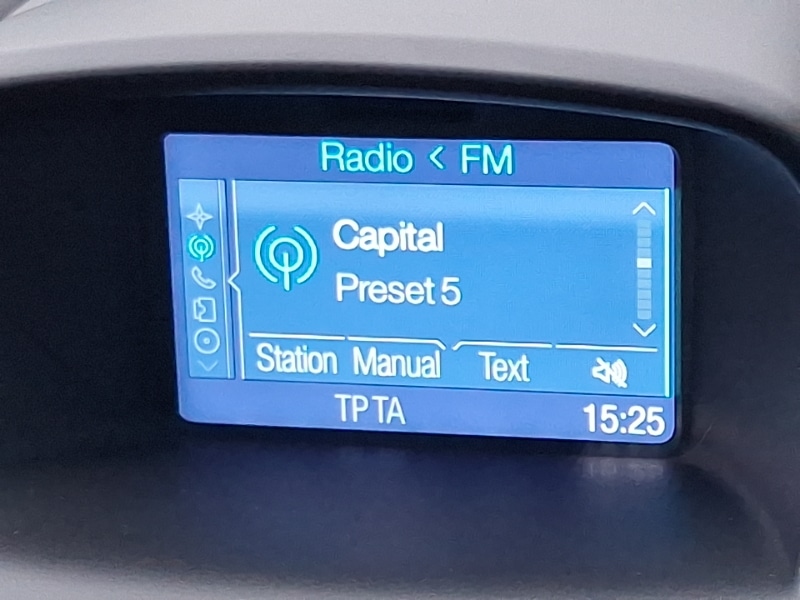 Radio < FM
Capital
Preset 5
Station Manual Text
TP TA 15:25